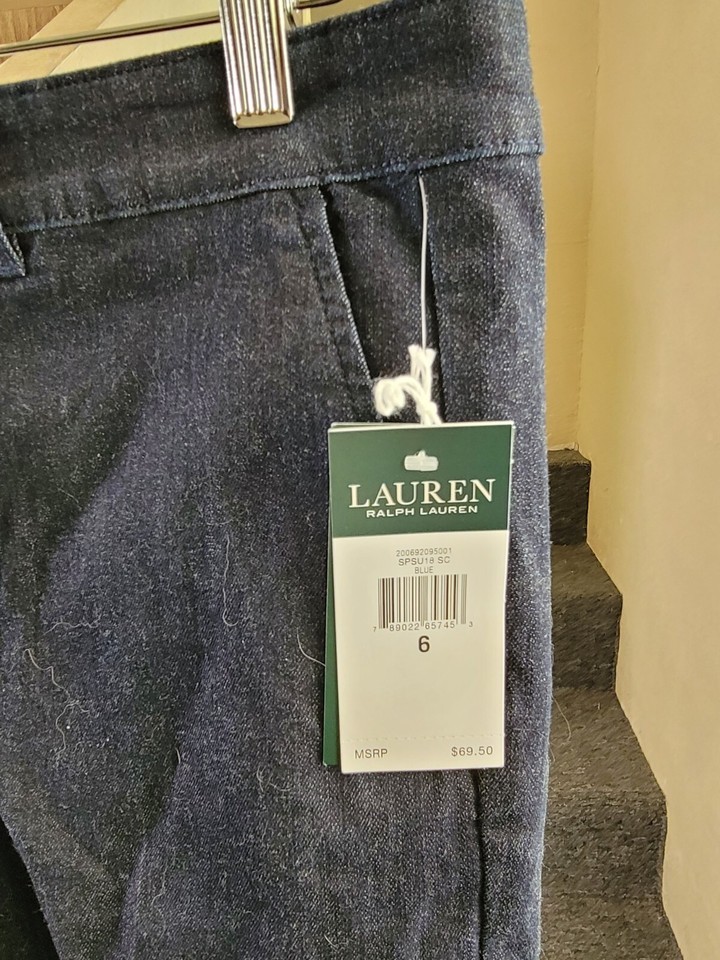 LAUREN
RALPH LAUREN
200692095001
SPSU18 SC
BLUE
7 89022 65745 3
6
MSRP $69.50